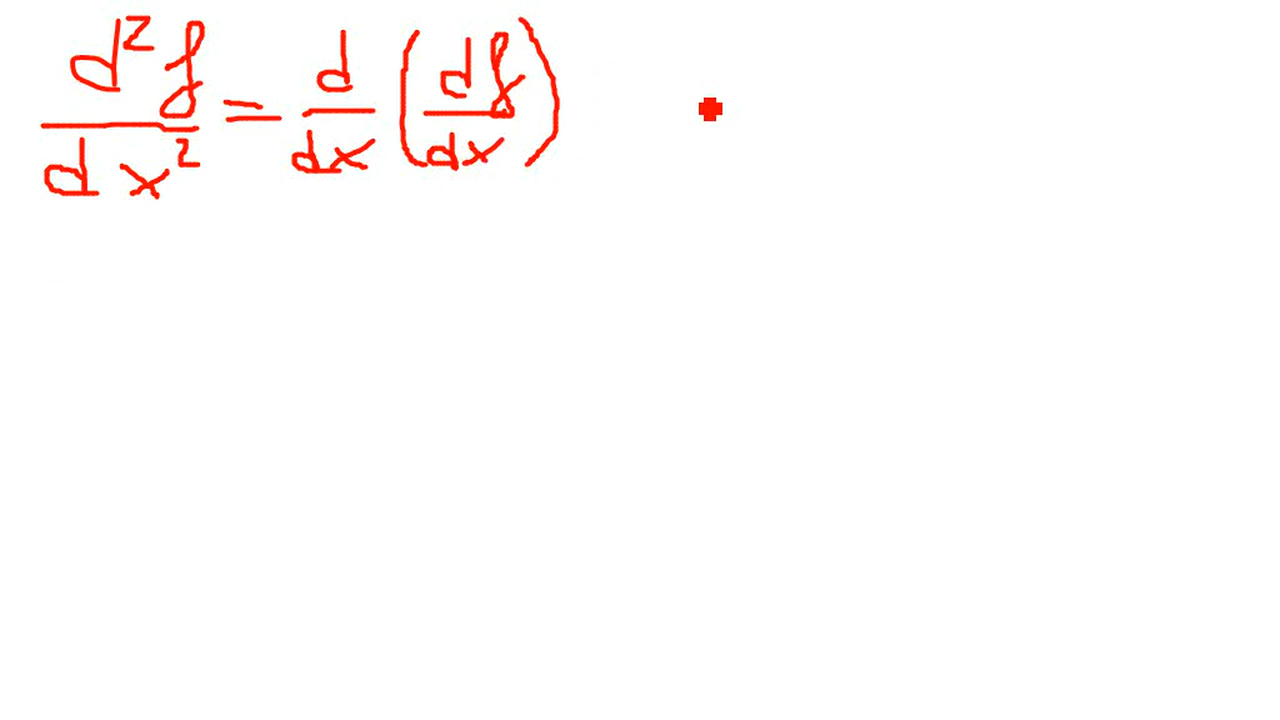 d²f/dx² = d/dx (df/dx)